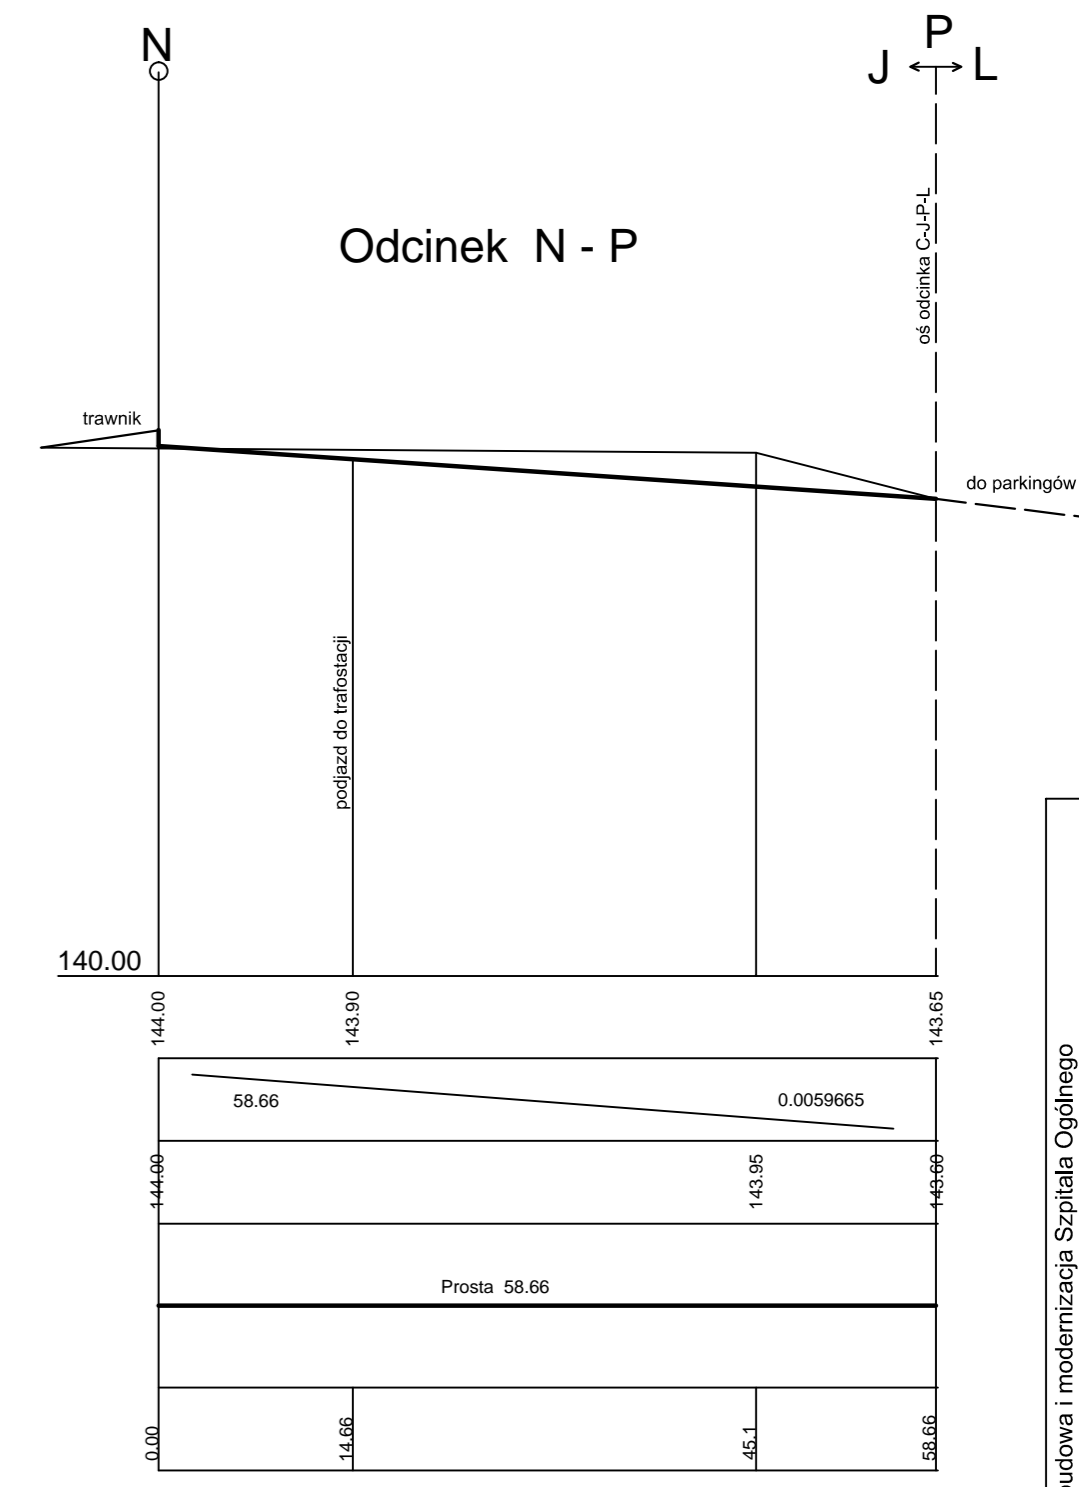 N
P
J
L
Odcinek N - P
oś odcinka C-J-P-L
trawnik
do parkingów
podjazd do trafostacji
140.00
144.00
143.90
143.65
58.66
0.0059665
144.00
143.95
143.60
Prosta 58.66
0.00
14.66
45.1
58.66
i modernizacja Szpitala Ogólnego